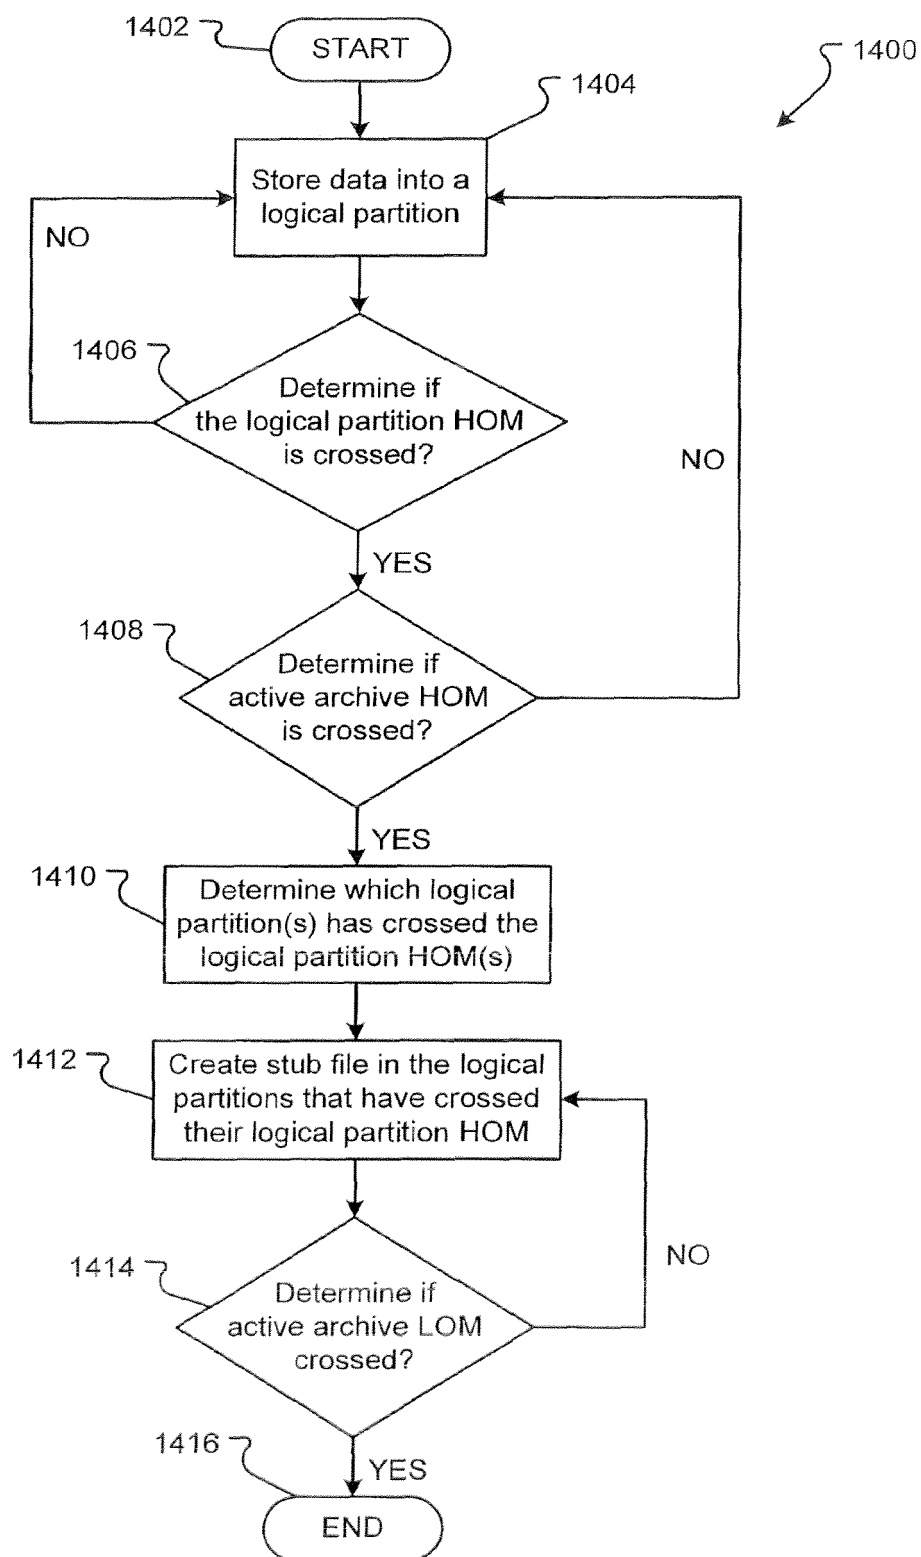 1402
START
1400
1404
Store data into a
logical partition
NO
1406
Determine if
the logical partition HOM
is crossed?
NO
YES
1408
Determine if
active archive HOM
is crossed?
YES
1410
Determine which logical
partition(s) has crossed the
logical partition HOM(s)
1412
Create stub file in the logical
partitions that have crossed
their logical partition HOM
NO
1414
Determine if
active archive LOM
crossed?
1416
YES
END